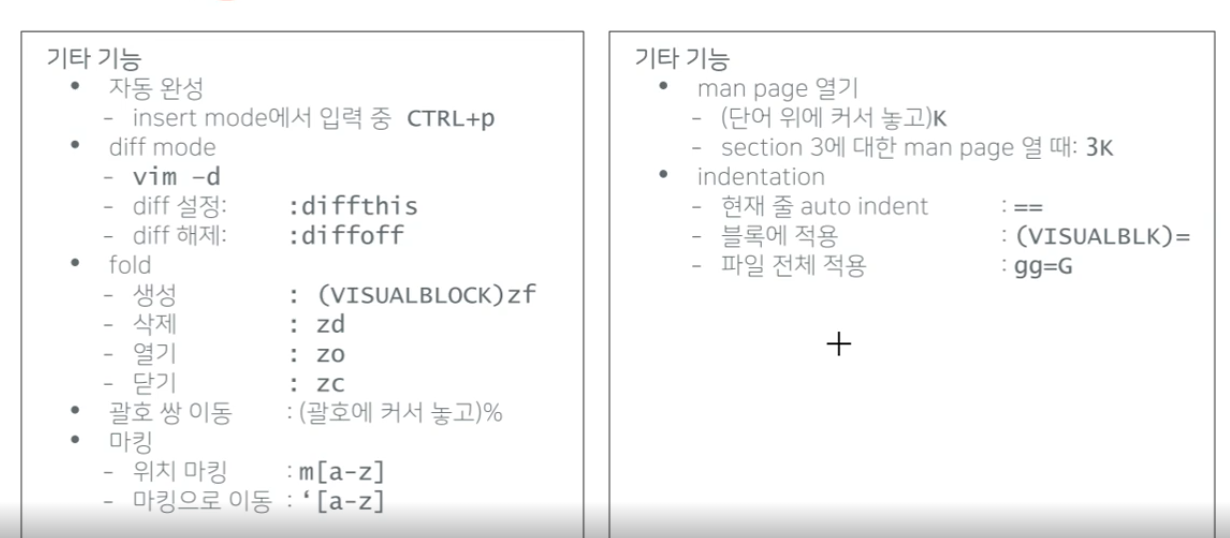 기타 기능
• 자동 완성
- insert mode에서 입력 중 CTRL+p
• diff mode
- vim –d
- diff 설정: :diffthis
- diff 해제: :diffoff
• fold
- 생성 : (VISUALBLOCK)zf
- 삭제 : zd
- 열기 : zo
- 닫기 : zc
• 괄호 쌍 이동 : (괄호에 커서 놓고)%
• 마킹
- 위치 마킹 : m[a-z]
- 마킹으로 이동 : ‘[a-z]
기타 기능
• man page 열기
- (단어 위에 커서 놓고)K
- section 3에 대한 man page 열 때: 3K
• indentation
- 현재 줄 auto indent : ==
- 블록에 적용 : (VISUALBLK)=
- 파일 전체 적용 : gg=G